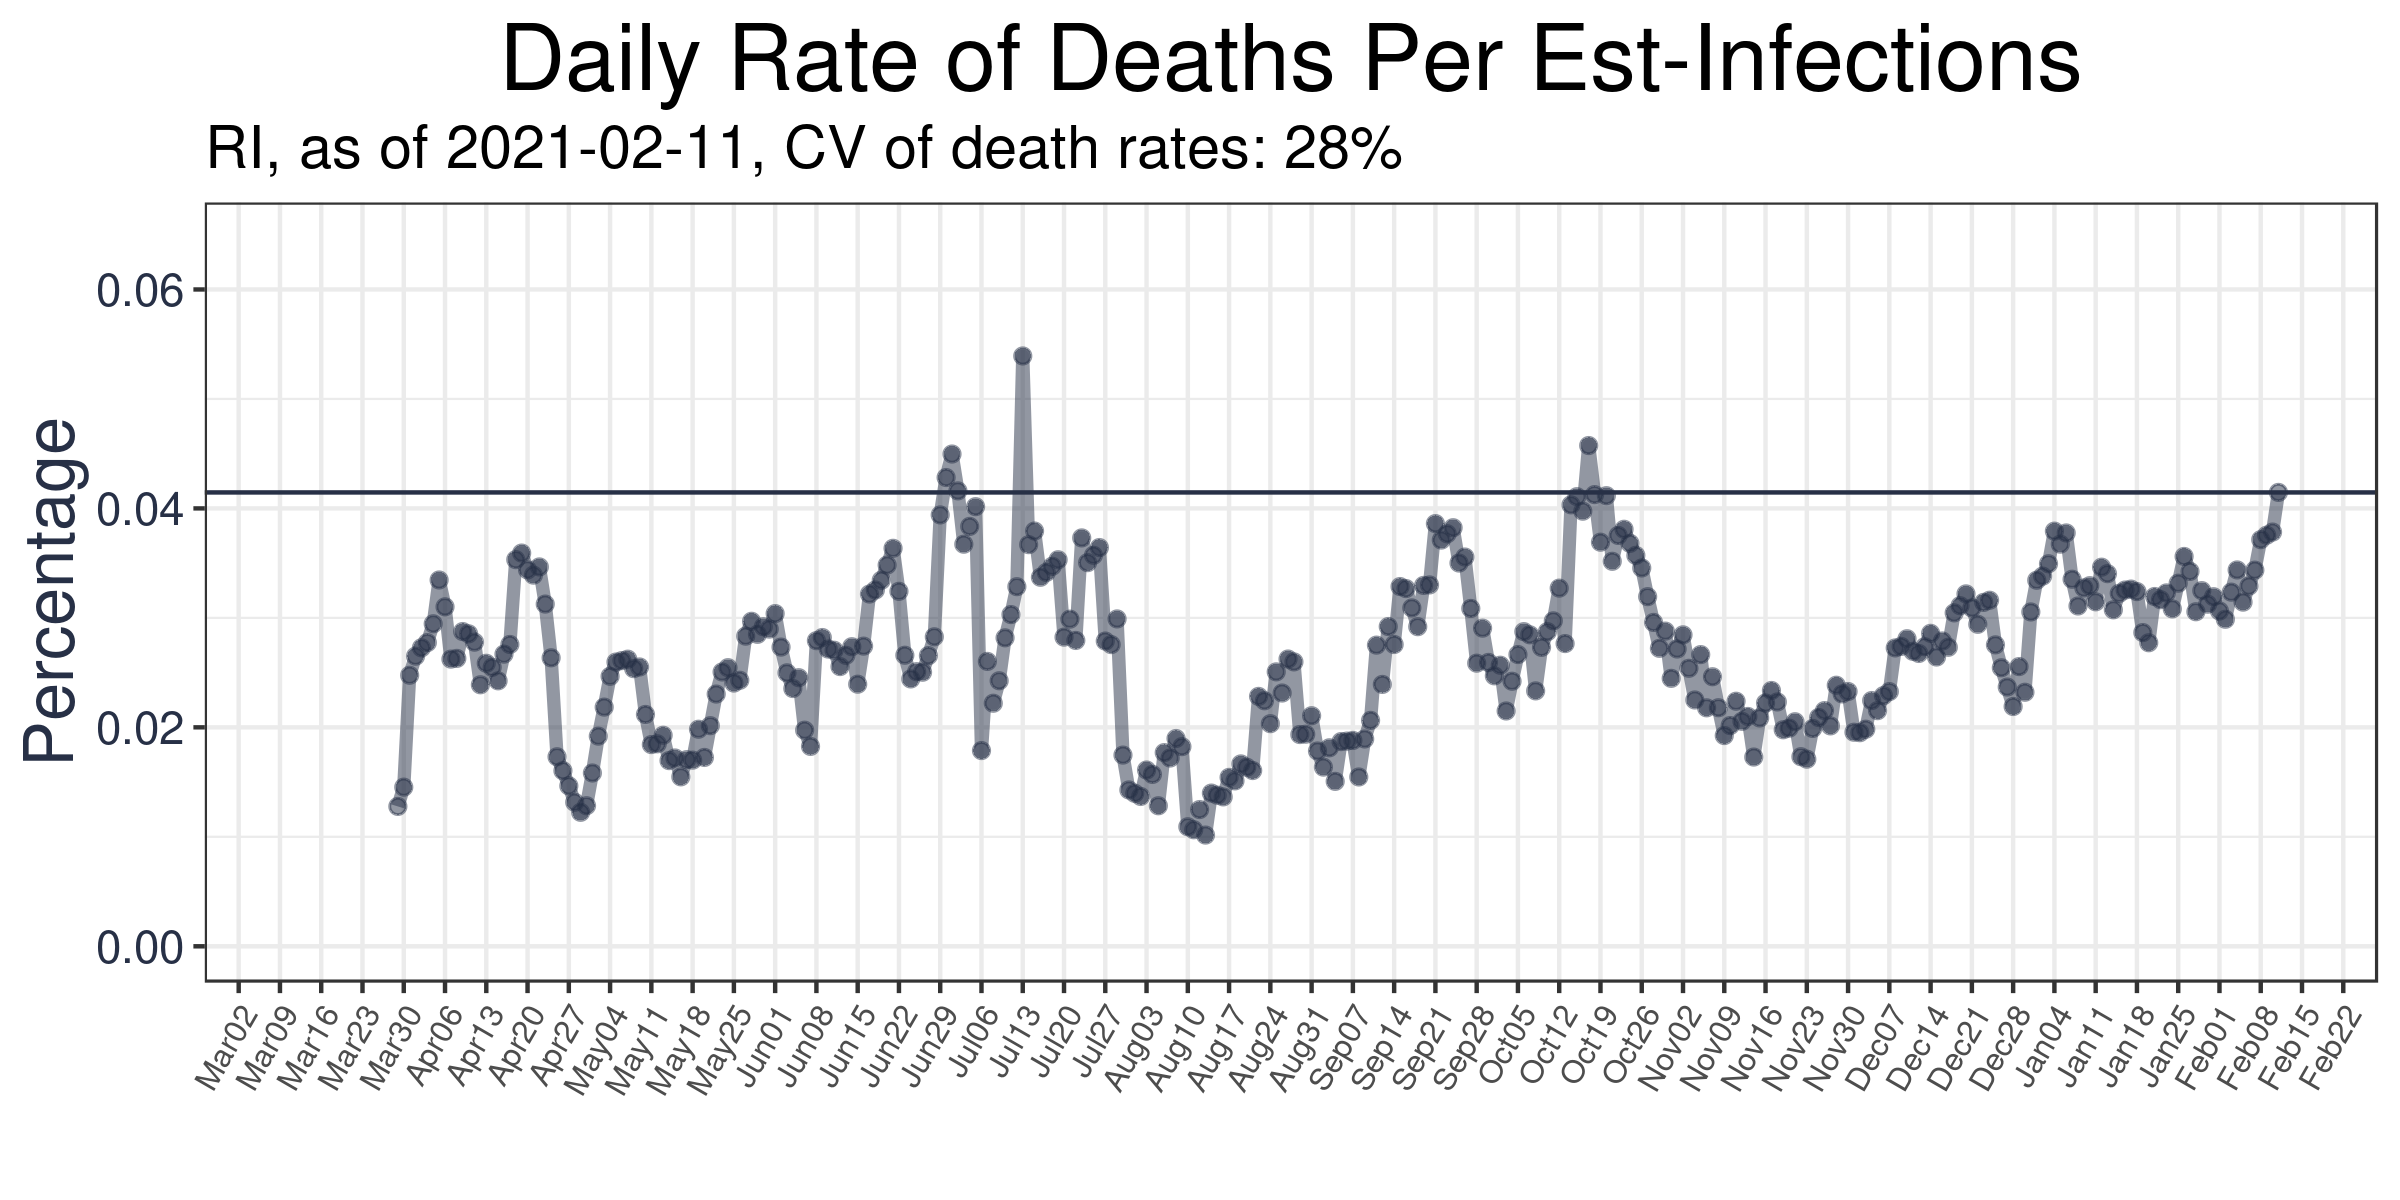 Daily Rate of Deaths Per Est-Infections
RI, as of 2021-02-11, CV of death rates: 28%
Percentage
0.06
0.04
0.02
0.00
Mar02 Mar09 Mar16 Mar23 Mar30 Apr06 Apr13 Apr20 Apr27 May04 May11 May18 May25 Jun01 Jun08 Jun15 Jun22 Jun29 Jul06 Jul13 Jul20 Jul27 Aug03 Aug10 Aug17 Aug24 Aug31 Sep07 Sep14 Sep21 Sep28 Oct05 Oct12 Oct19 Oct26 Nov02 Nov09 Nov16 Nov23 Nov30 Dec07 Dec14 Dec21 Dec28 Jan04 Jan11 Jan18 Jan25 Feb01 Feb08 Feb15 Feb22